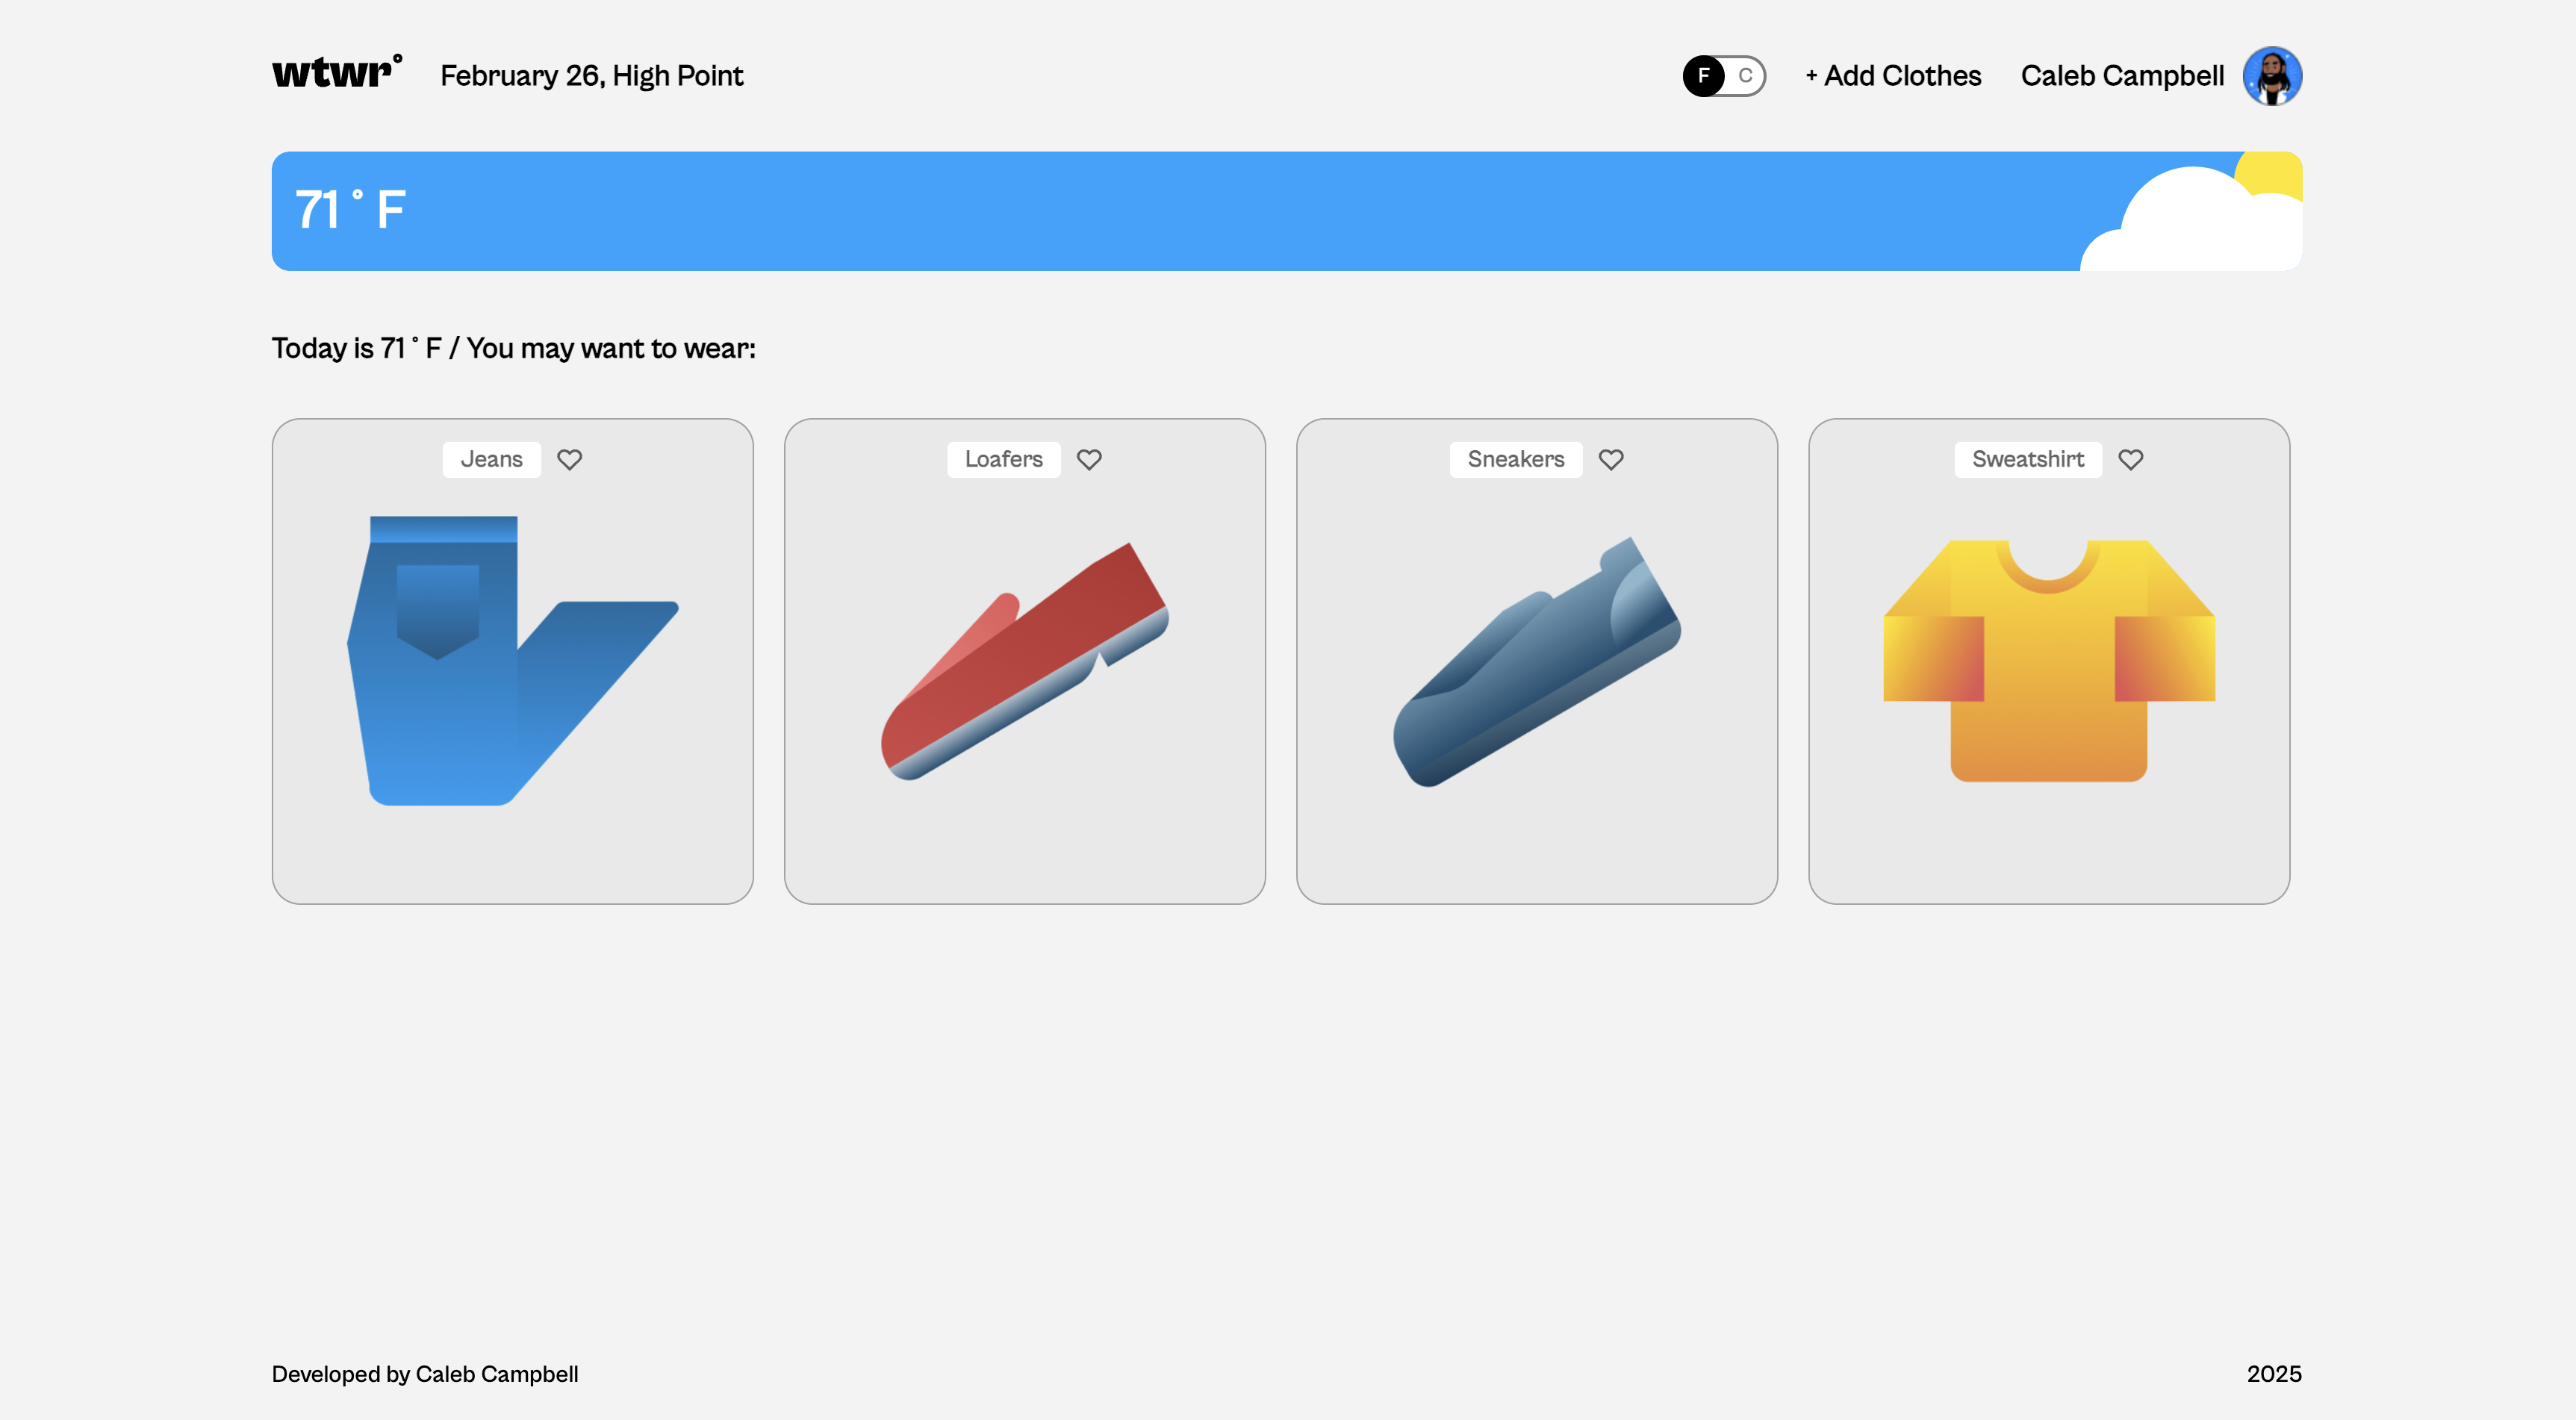 wtwr°
February 26, High Point
F C
+ Add Clothes
Caleb Campbell
71 ° F
Today is 71 ° F / You may want to wear:
Jeans
Loafers
Sneakers
Sweatshirt
Developed by Caleb Campbell
2025